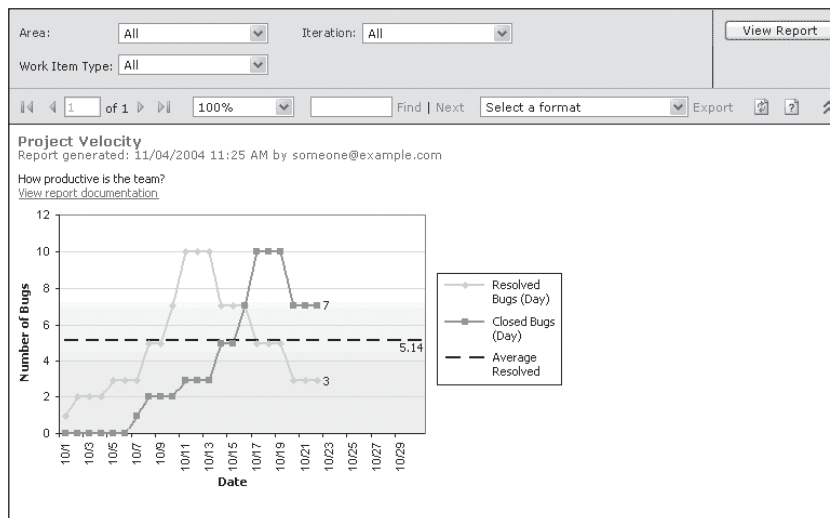 Area: All Iteration: All View Report
Work Item Type: All
1 of 1 100% Find | Next Select a format Export ?
Project Velocity
Report generated: 11/04/2004 11:25 AM by someone@example.com
How productive is the team?
View report documentation
12
10
8
6
4
2
0
Number of Bugs
7
5.14
3
10/1 10/3 10/5 10/7 10/9 10/11 10/13 10/15 10/17 10/19 10/21 10/23 10/25 10/27 10/29
Date
Resolved
Bugs (Day)
Closed Bugs
(Day)
Average
Resolved